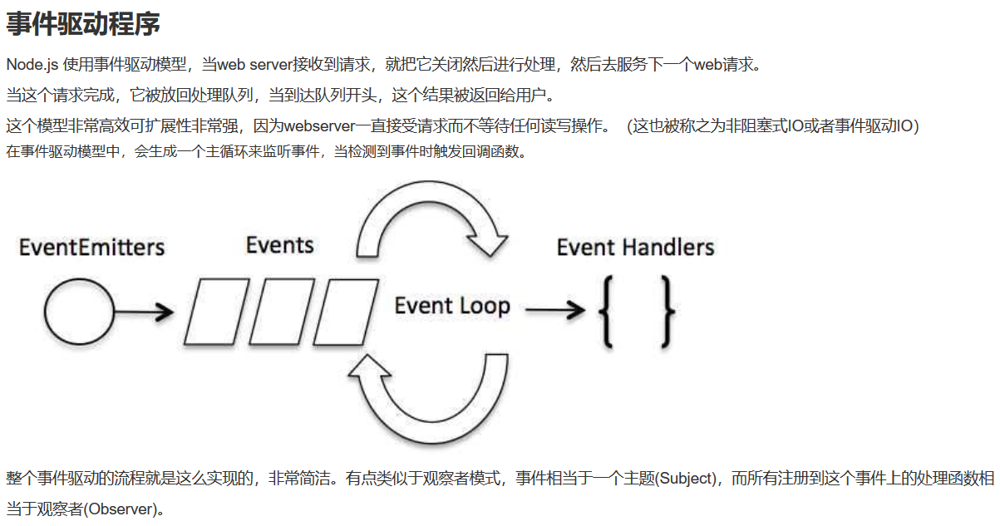 事件驱动程序
Node.js 使用事件驱动模型，当web server接收到请求，就把它关闭然后进行处理，然后去服务下一个web请求。
当这个请求完成，它被放回处理队列，当到达队列开头，这个结果被返回给用户。
这个模型非常高效可扩展性非常强，因为webserver一直接受请求而不等待任何读写操作。（这也被称之为非阻塞式IO或者事件驱动IO）
在事件驱动模型中，会生成一个主循环来监听事件，当检测到事件时触发回调函数。
EventEmitters
Events
Event Loop
Event Handlers
{ }
整个事件驱动的流程就是这么实现的，非常简洁。有点类似于观察者模式，事件相当于一个主题(Subject)，而所有注册到这个事件上的处理函数相
当于观察者(Observer)。